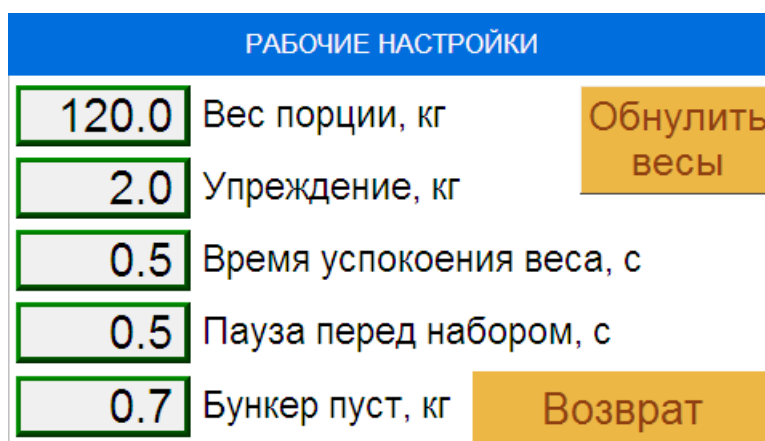 РАБОЧИЕ НАСТРОЙКИ
120.0 Вес порции, кг
Обнулить
весы
2.0 Упреждение, кг
0.5 Время успокоения веса, с
0.5 Пауза перед набором, с
0.7 Бункер пуст, кг
Возврат